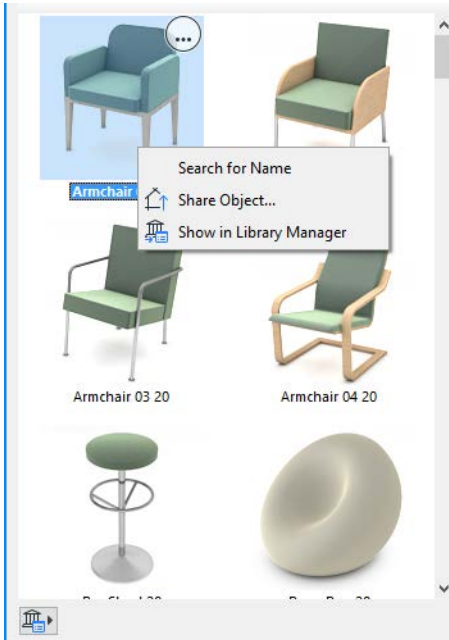 Armchair
Search for Name
Share Object...
Show in Library Manager
Armchair 03 20
Armchair 04 20